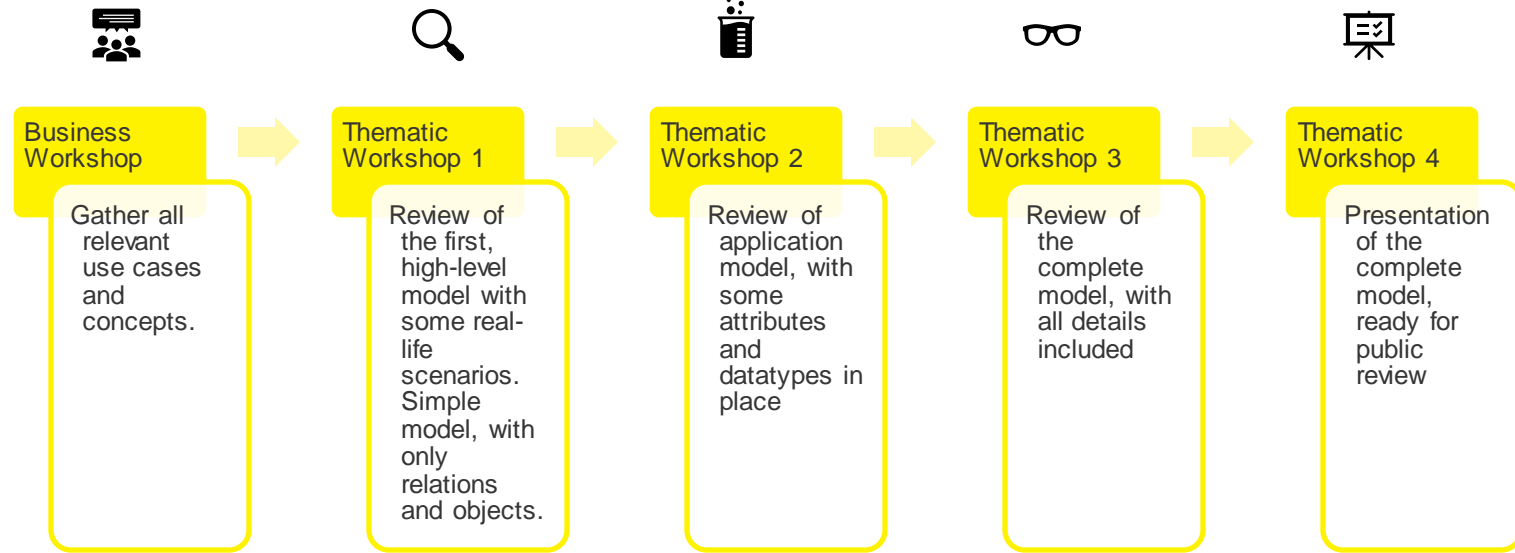 Business
Workshop
Gather all
relevant
use cases
and
concepts.
Thematic
Workshop 1
Review of
the first,
high-level
model with
some real-
life
scenarios.
Simple
model, with
only
relations
and objects.
Thematic
Workshop 2
Review of
application
model, with
some
attributes
and
datatypes in
place
Thematic
Workshop 3
Review of
the
complete
model, with
all details
included
Thematic
Workshop 4
Presentation
of the
complete
model,
ready for
public
review